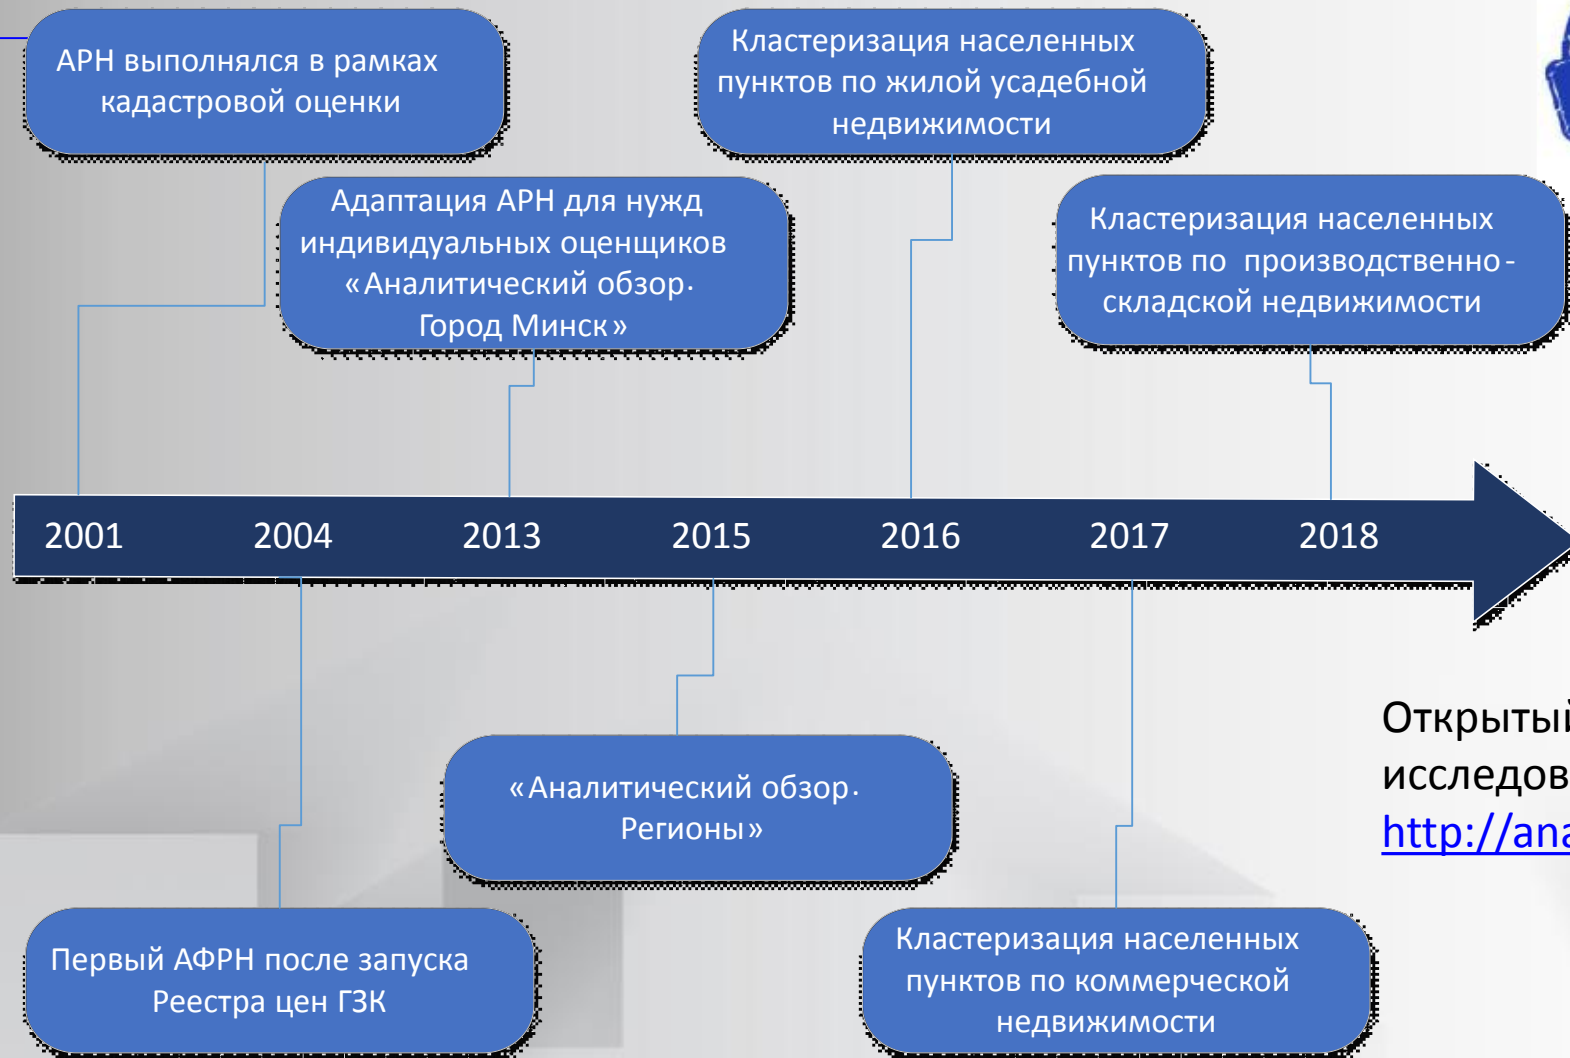 АРН выполнялся в рамках
кадастровой оценки
Кластеризация населенных
пунктов по жилой усадебной
недвижимости
Адаптация АРН для нужд
индивидуальных оценщиков
«Аналитический обзор.
Город Минск»
Кластеризация населенных
пунктов по производственно-
складской недвижимости
2001 2004 2013 2015 2016 2017 2018
«Аналитический обзор.
Регионы»
Открытый
исследов
http://ana
Первый АФРН после запуска
Реестра цен ГЗК
Кластеризация населенных
пунктов по коммерческой
недвижимости